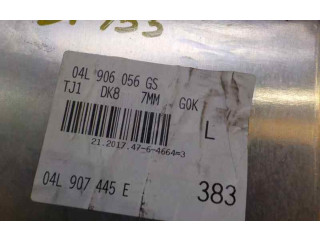 04L 906 056 GS
TJ1 DK8 7MM G0K
L
21.2017.47-6-4664*3
04L 907 445 E 383